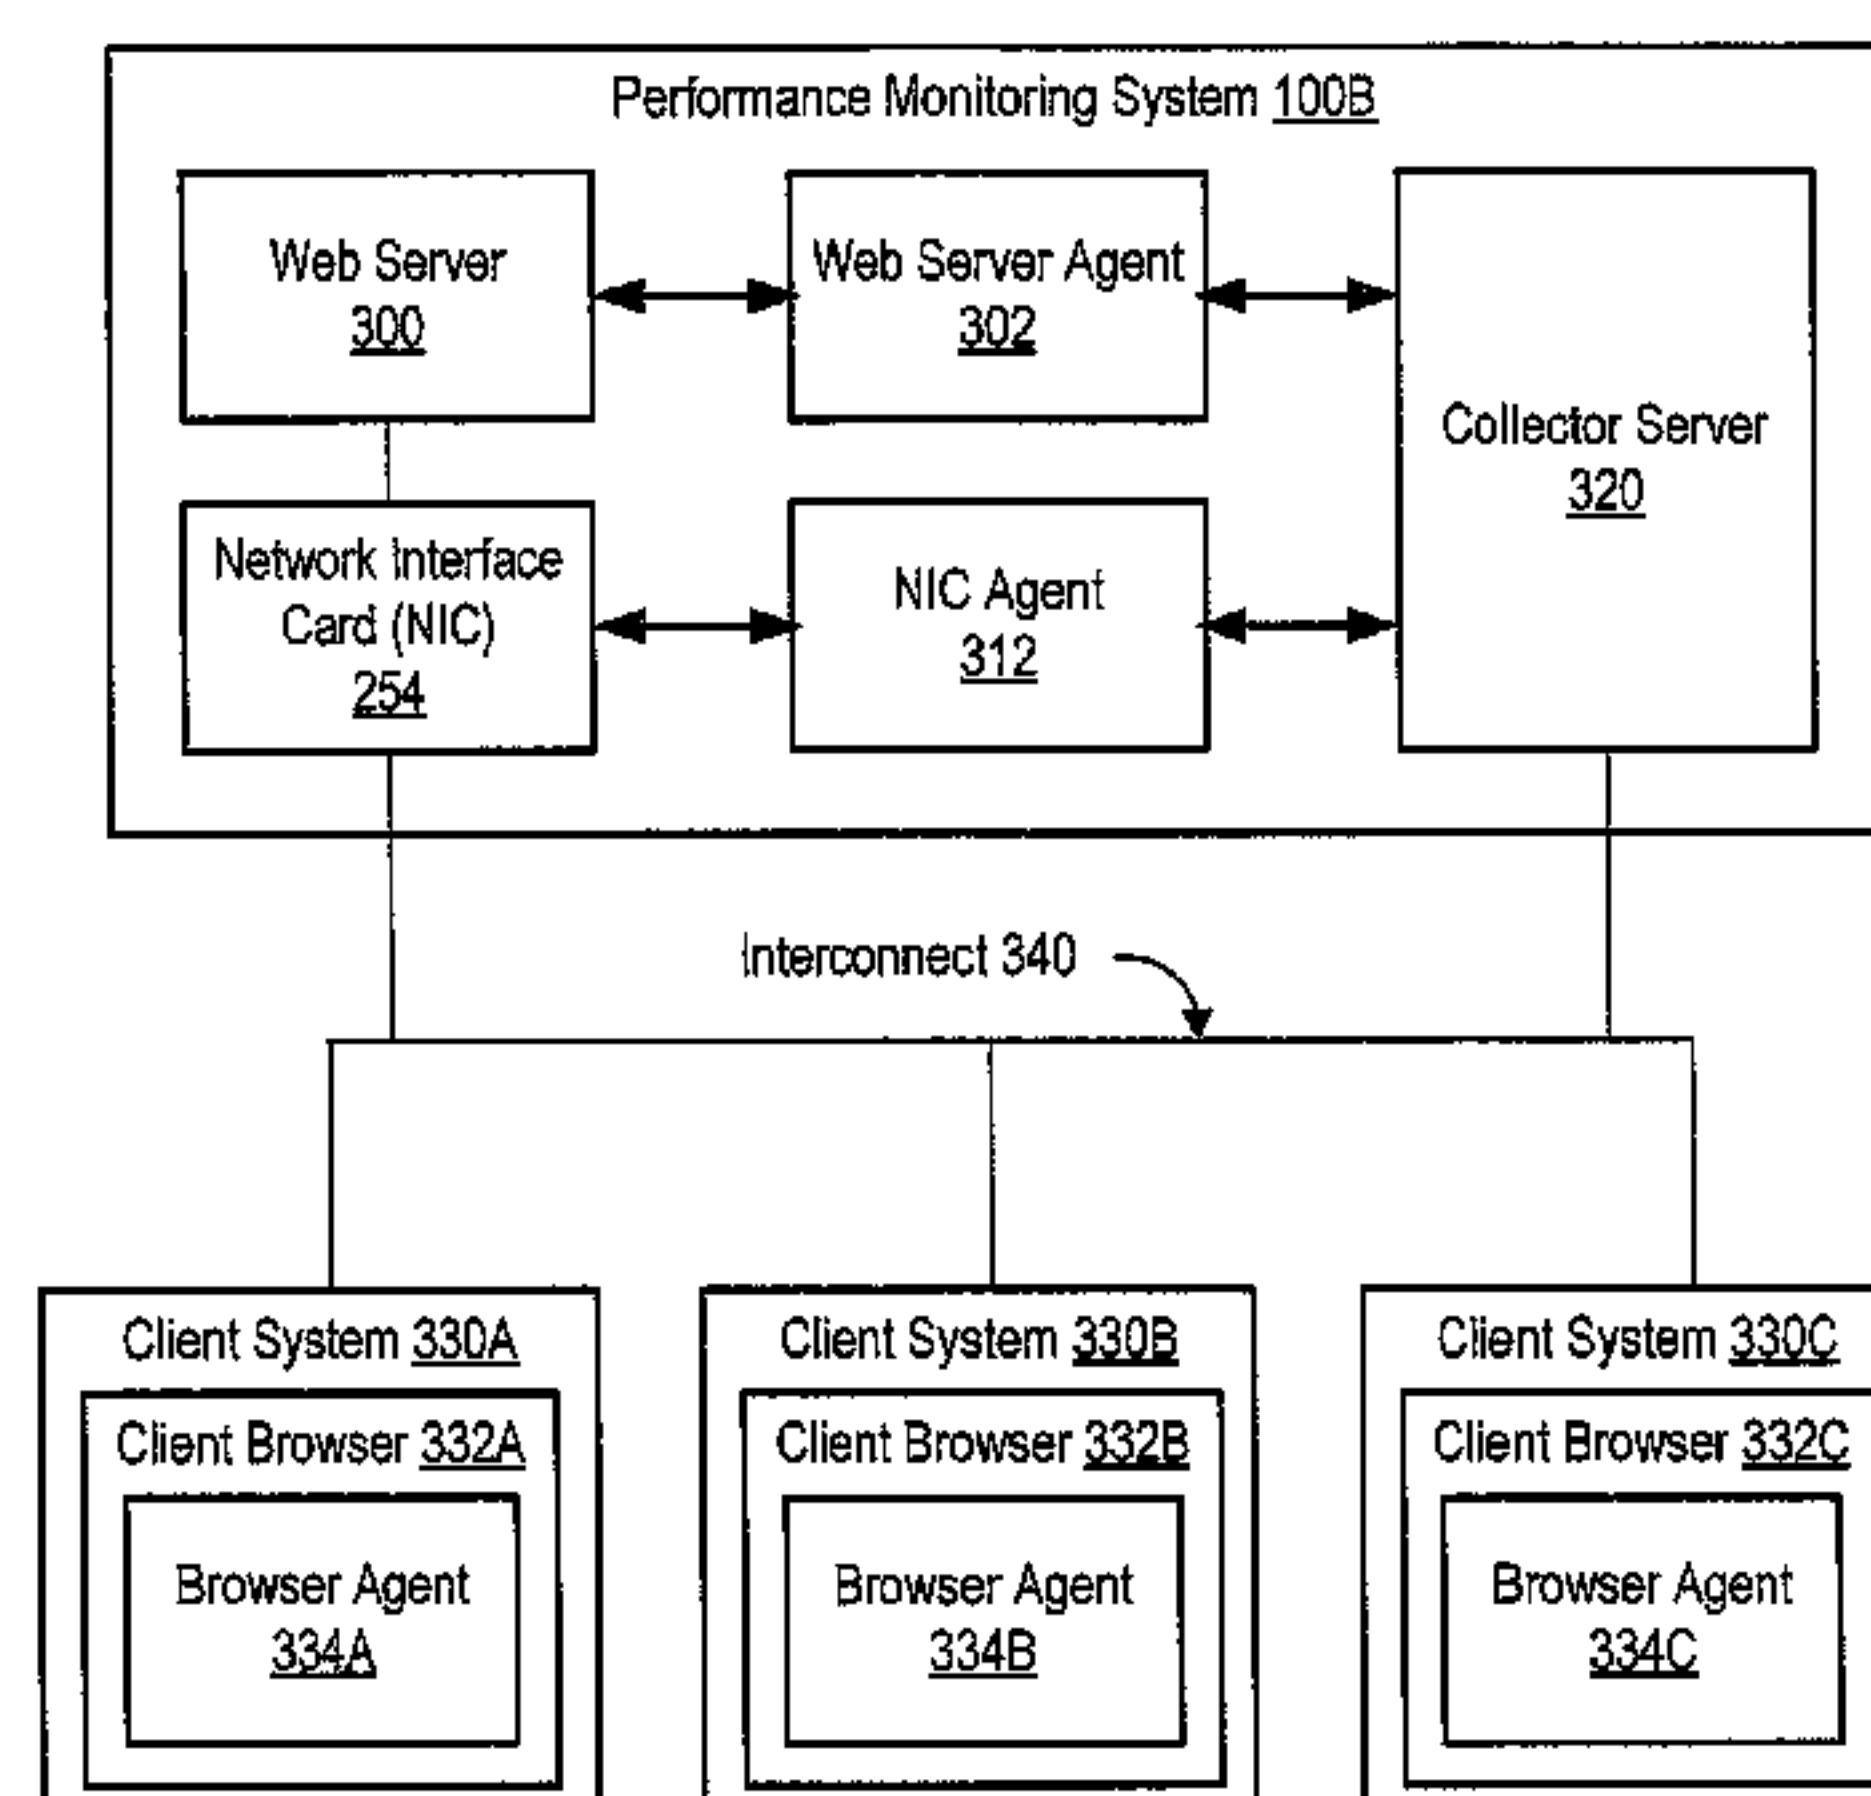 Performance Monitoring System 100B
Web Server
300
Web Server Agent
302
Collector Server
320
Network Interface
Card (NIC)
254
NIC Agent
312
Interconnect 340
Client System 330A
Client Browser 332A
Browser Agent
334A
Client System 330B
Client Browser 332B
Browser Agent
334B
Client System 330C
Client Browser 332C
Browser Agent
334C